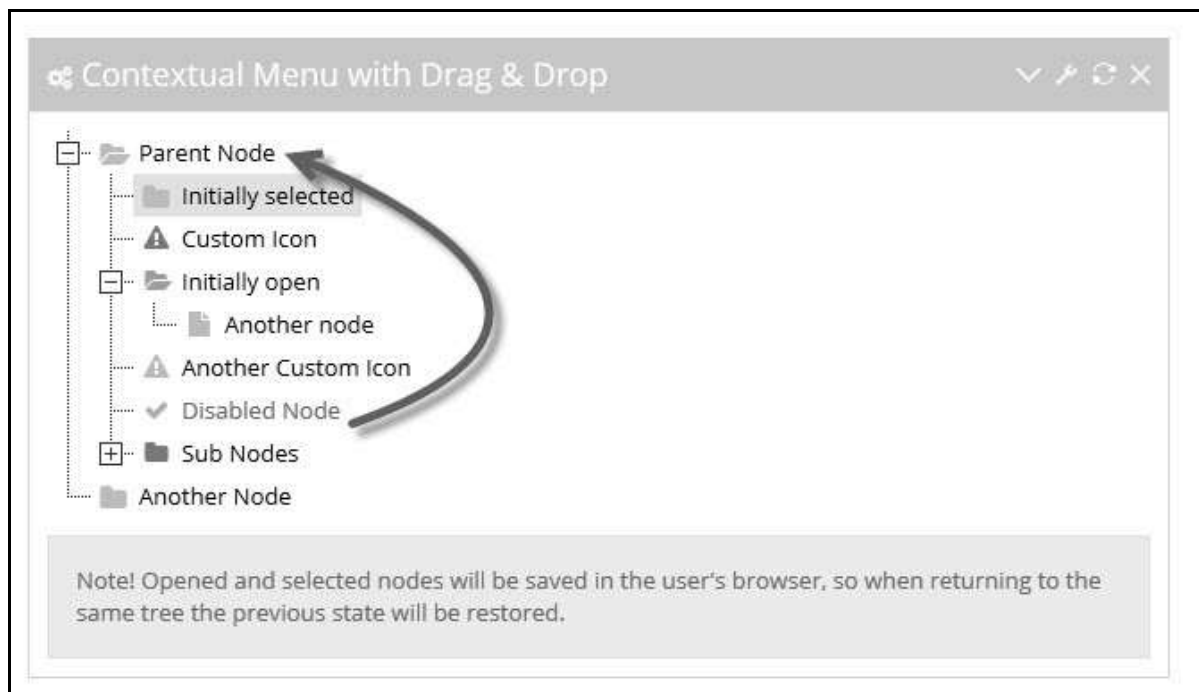 Contextual Menu with Drag & Drop
Parent Node
Initially selected
Custom Icon
Initially open
Another node
Another Custom Icon
Disabled Node
Sub Nodes
Another Node
Note! Opened and selected nodes will be saved in the user's browser, so when returning to the
same tree the previous state will be restored.